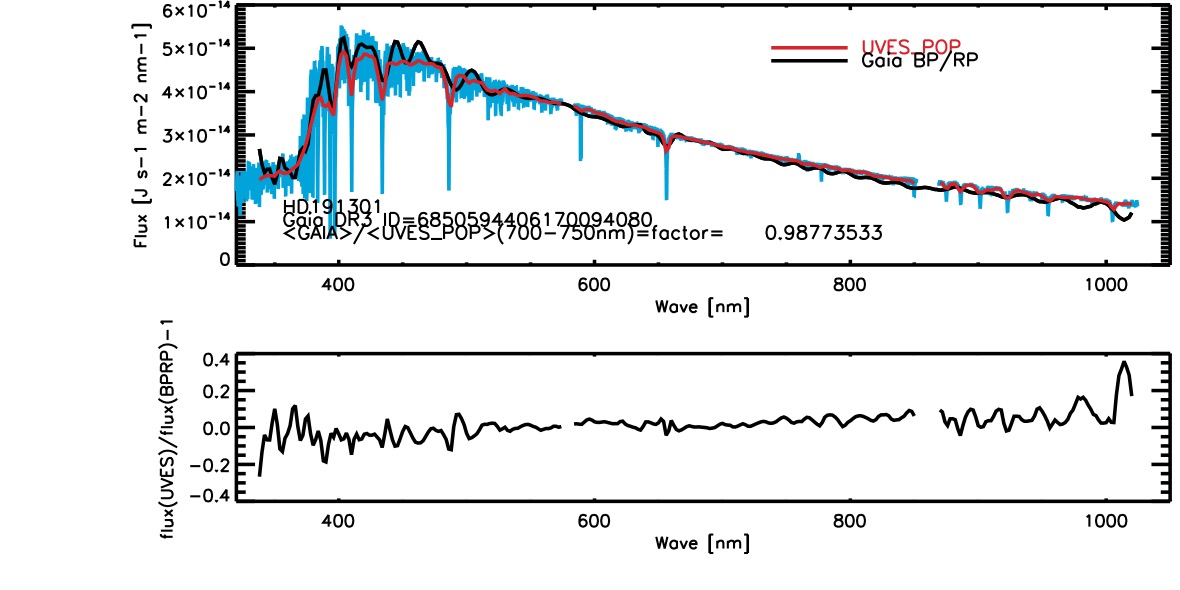 6×10−14
5×10−14
4×10−14
3×10−14
2×10−14
1×10−14
0
Flux [J s−1 m−2 nm−1]
UVES_POP
Gaia BP/RP
HD191301
Gaia DR3 ID=6850594406170094080
<GAIA>/<UVES_POP>(700−750nm)=factor= 0.98773533
400 600 800 1000
Wave [nm]
flux(UVES)/flux(BPRP)−1
0.4
0.2
0.0
−0.2
−0.4
400 600 800 1000
Wave [nm]